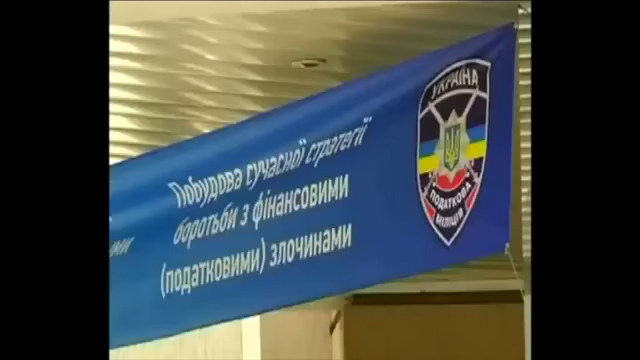 Побудова сучасної стратегії
боротьби з фінансовими
(податковими) злочинами
УКРАЇНА
ПОДАТКОВА
МІЛІЦІЯ